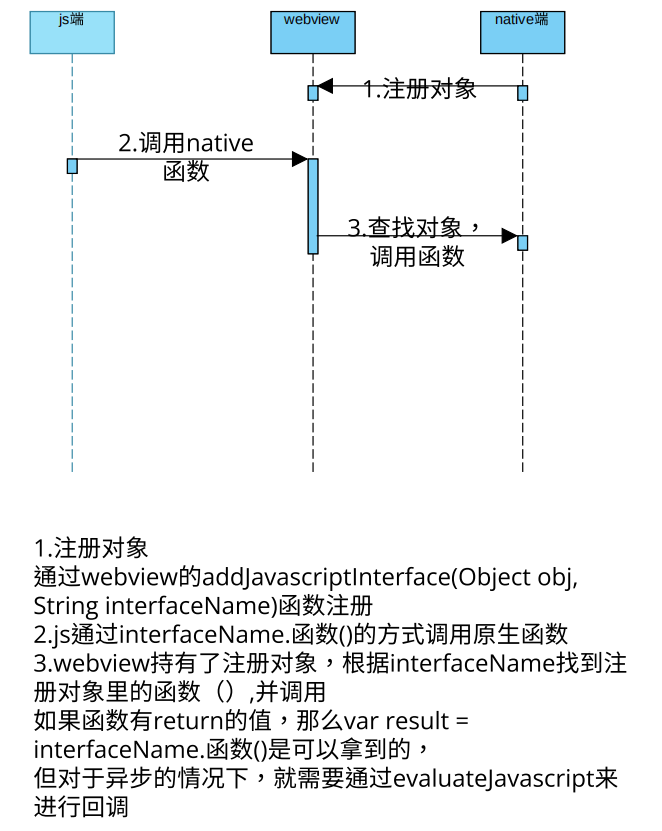 js端
webview
native端
1.注册对象
2.调用native
函数
3.查找对象，
调用函数
1.注册对象
通过webview的addJavascriptInterface(Object obj,
String interfaceName)函数注册
2.js通过interfaceName.函数()的方式调用原生函数
3.webview持有了注册对象，根据interfaceName找到注
册对象里的函数（）,并调用
如果函数有return的值，那么var result =
interfaceName.函数()是可以拿到的，
但对于异步的情况下，就需要通过evaluateJavascript来
进行回调